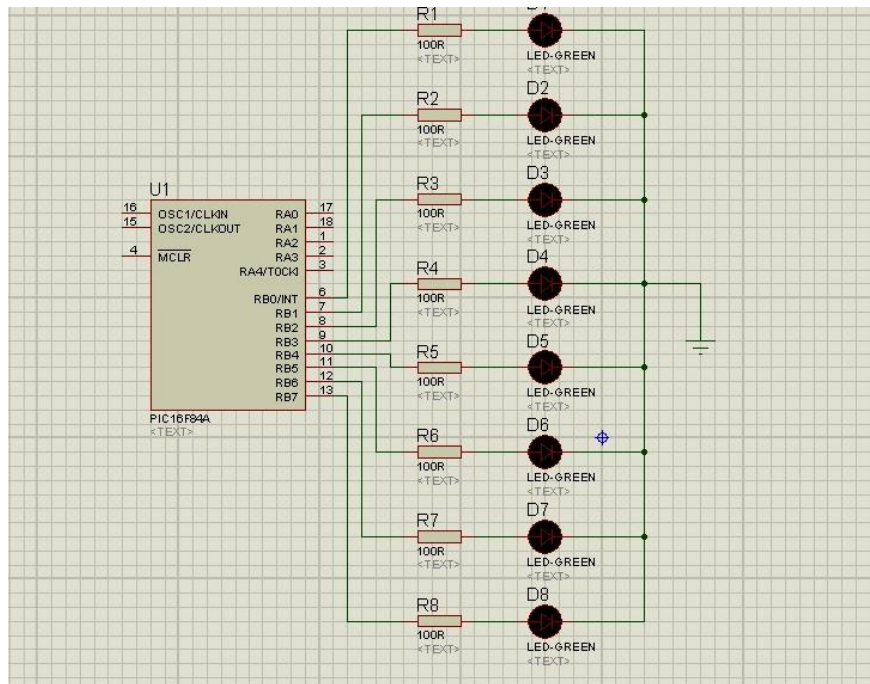 R1
100R
<TEXT>
LED-GREEN
<TEXT>
R2
100R
<TEXT>
D2
LED-GREEN
<TEXT>
R3
100R
<TEXT>
D3
LED-GREEN
<TEXT>
U1
16 OSC1/CLKIN RA0 17
15 OSC2/CLKOUT RA1 18
RA2 1
4 MCLR RA3 2
RA4/T0CKI 3
RB0/INT 6
RB1 7
RB2 8
RB3 9
RB4 10
RB5 11
RB6 12
RB7 13
PIC16F84A
<TEXT>
R4
100R
<TEXT>
D4
LED-GREEN
<TEXT>
R5
100R
<TEXT>
D5
LED-GREEN
<TEXT>
R6
100R
<TEXT>
D6
LED-GREEN
<TEXT>
R7
100R
<TEXT>
D7
LED-GREEN
<TEXT>
R8
100R
<TEXT>
D8
LED-GREEN
<TEXT>